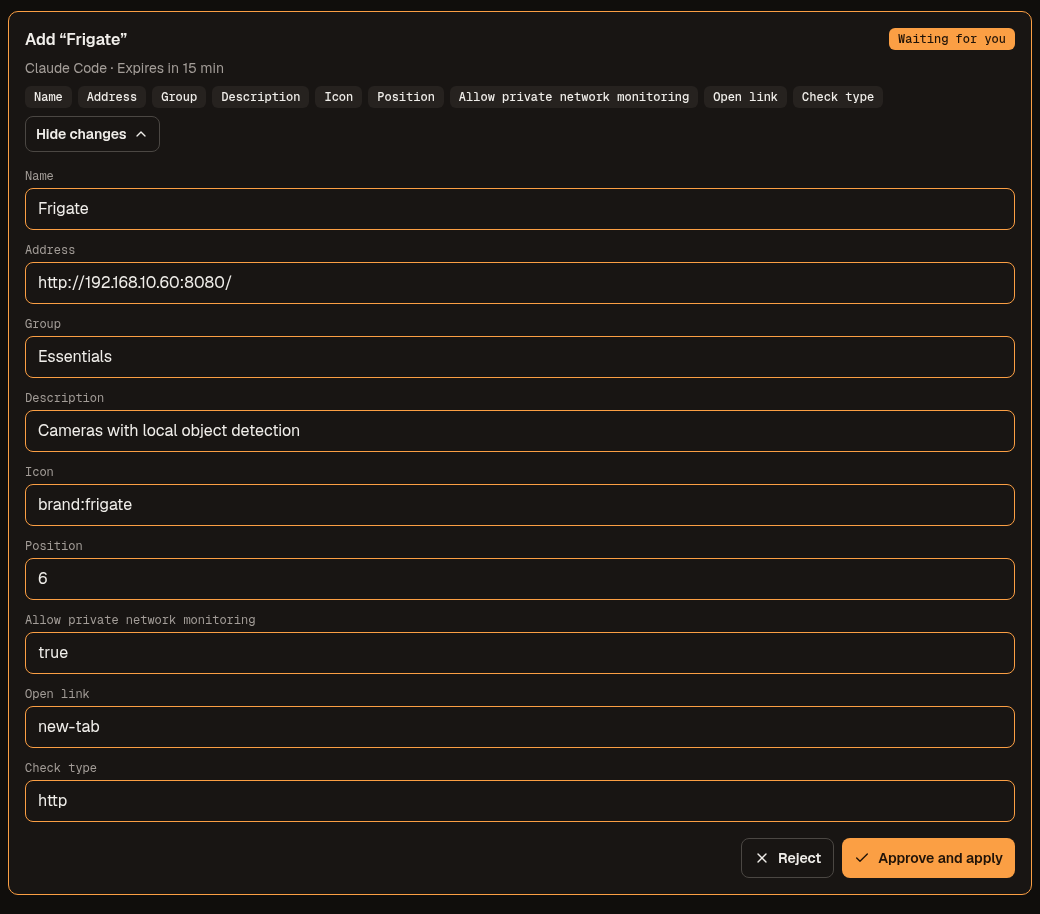 Add “Frigate”
Waiting for you
Claude Code · Expires in 15 min
Name Address Group Description Icon Position Allow private network monitoring Open link Check type
Hide changes
Name
Frigate
Address
http://192.168.10.60:8080/
Group
Essentials
Description
Cameras with local object detection
Icon
brand:frigate
Position
6
Allow private network monitoring
true
Open link
new-tab
Check type
http
Reject
Approve and apply